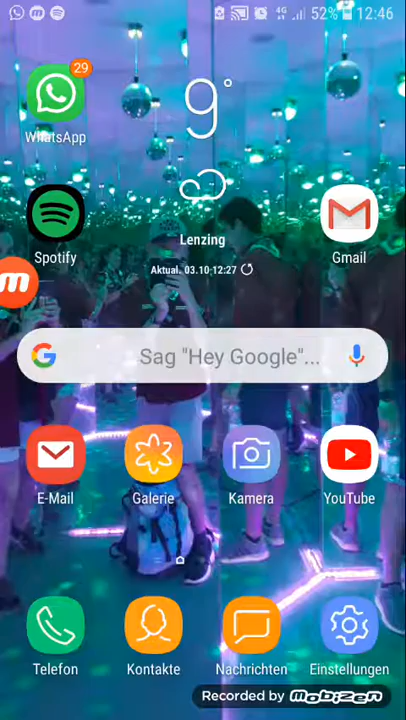 52% 12:46
4G
29
WhatsApp
9°
Lenzing
Aktual. 03.10 12:27
Spotify
Gmail
m
G Sag "Hey Google"...
E-Mail
Galerie
Kamera
YouTube
Telefon
Kontakte
Nachrichten
Einstellungen
Recorded by Mobizen